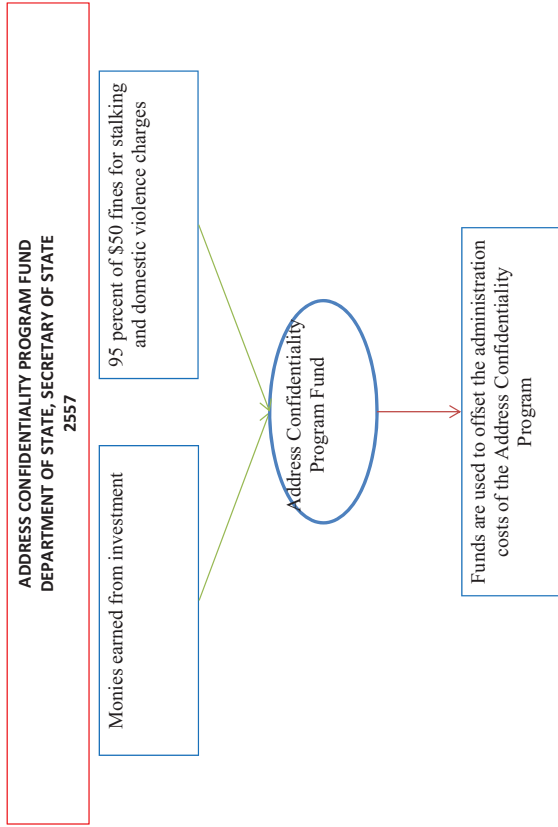 ADDRESS CONFIDENTIALITY PROGRAM FUND
DEPARTMENT OF STATE, SECRETARY OF STATE
2557
Monies earned from investment
95 percent of $50 fines for stalking
and domestic violence charges
Address Confidentiality
Program Fund
Funds are used to offset the administration
costs of the Address Confidentiality
Program